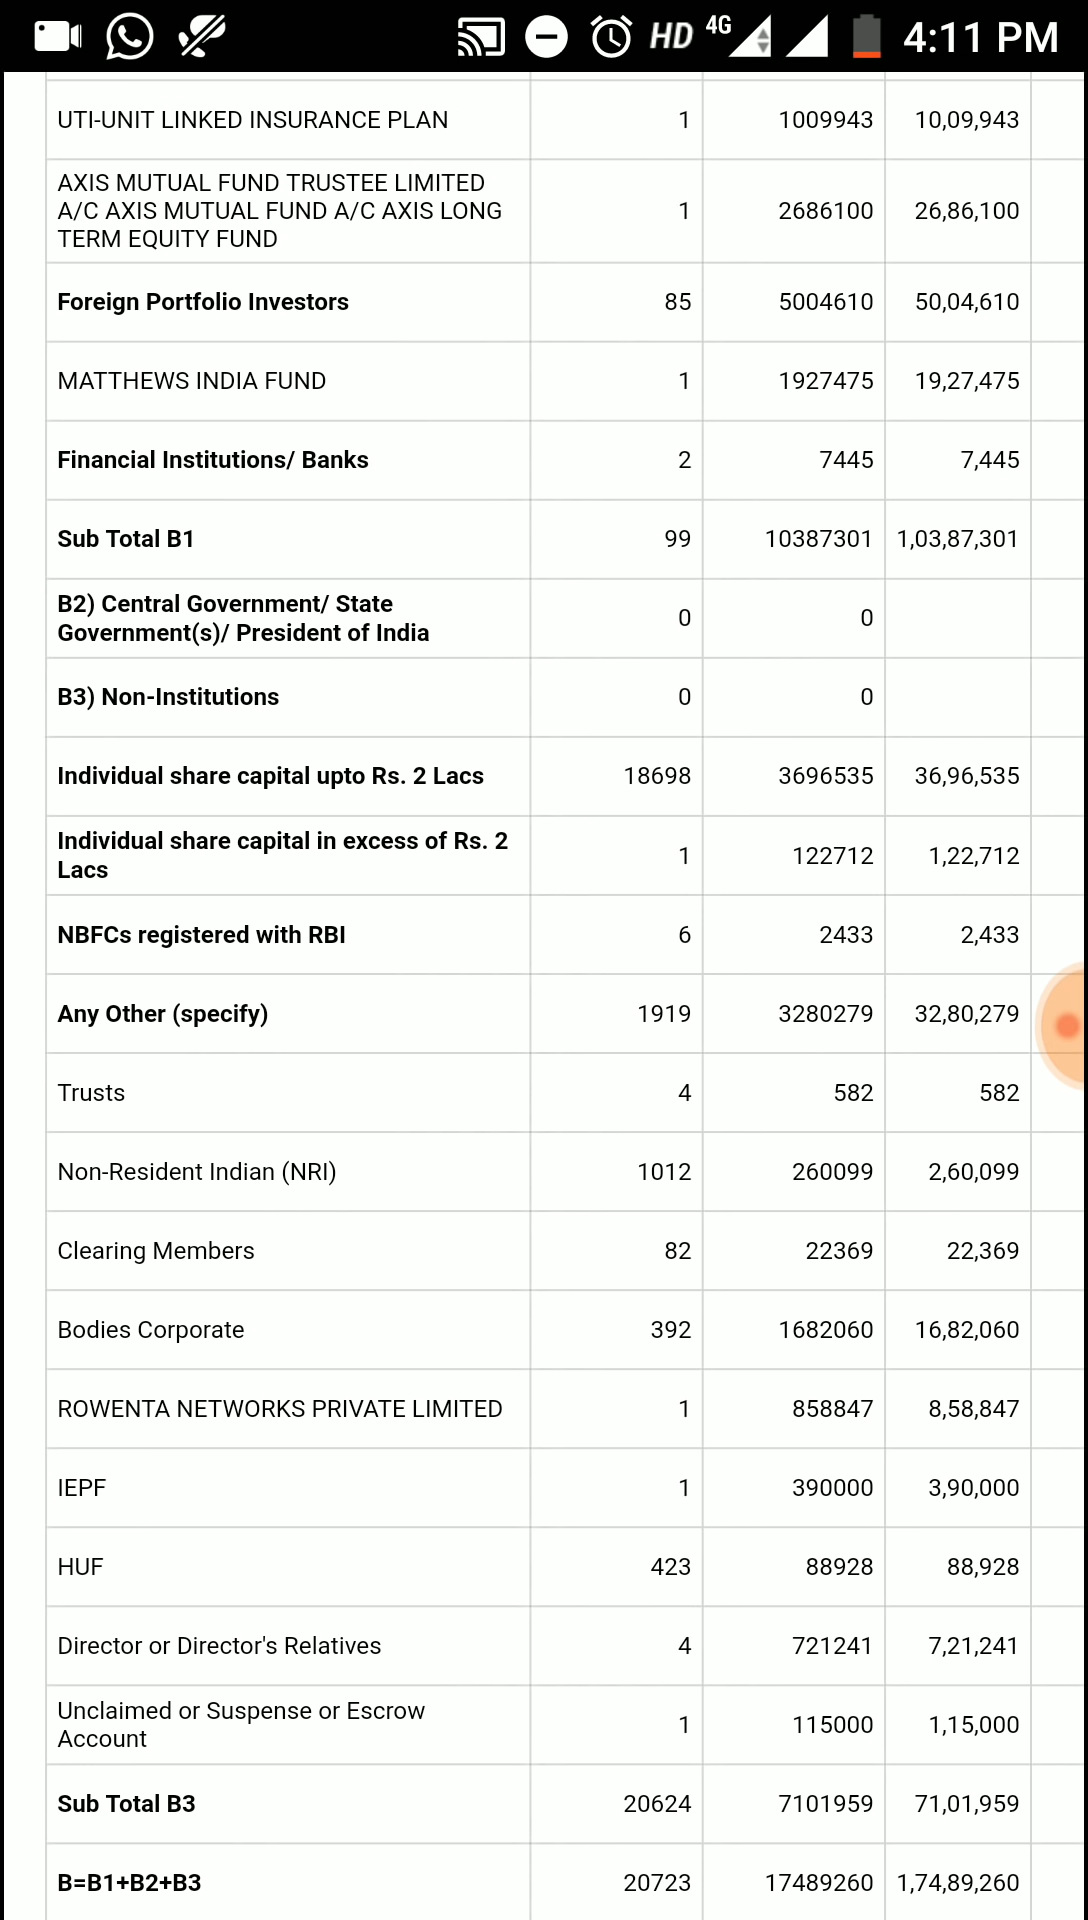 HD 4G 4:11 PM
UTI-UNIT LINKED INSURANCE PLAN 1 1009943 10,09,943
AXIS MUTUAL FUND TRUSTEE LIMITED
A/C AXIS MUTUAL FUND A/C AXIS LONG 1 2686100 26,86,100
TERM EQUITY FUND
Foreign Portfolio Investors 85 5004610 50,04,610
MATTHEWS INDIA FUND 1 1927475 19,27,475
Financial Institutions/ Banks 2 7445 7,445
Sub Total B1 99 10387301 1,03,87,301
B2) Central Government/ State
Government(s)/ President of India 0 0
B3) Non-Institutions 0 0
Individual share capital upto Rs. 2 Lacs 18698 3696535 36,96,535
Individual share capital in excess of Rs. 2
Lacs 1 122712 1,22,712
NBFCs registered with RBI 6 2433 2,433
Any Other (specify) 1919 3280279 32,80,279
Trusts 4 582 582
Non-Resident Indian (NRI) 1012 260099 2,60,099
Clearing Members 82 22369 22,369
Bodies Corporate 392 1682060 16,82,060
ROWENTA NETWORKS PRIVATE LIMITED 1 858847 8,58,847
IEPF 1 390000 3,90,000
HUF 423 88928 88,928
Director or Director's Relatives 4 721241 7,21,241
Unclaimed or Suspense or Escrow
Account 1 115000 1,15,000
Sub Total B3 20624 7101959 71,01,959
B=B1+B2+B3 20723 17489260 1,74,89,260